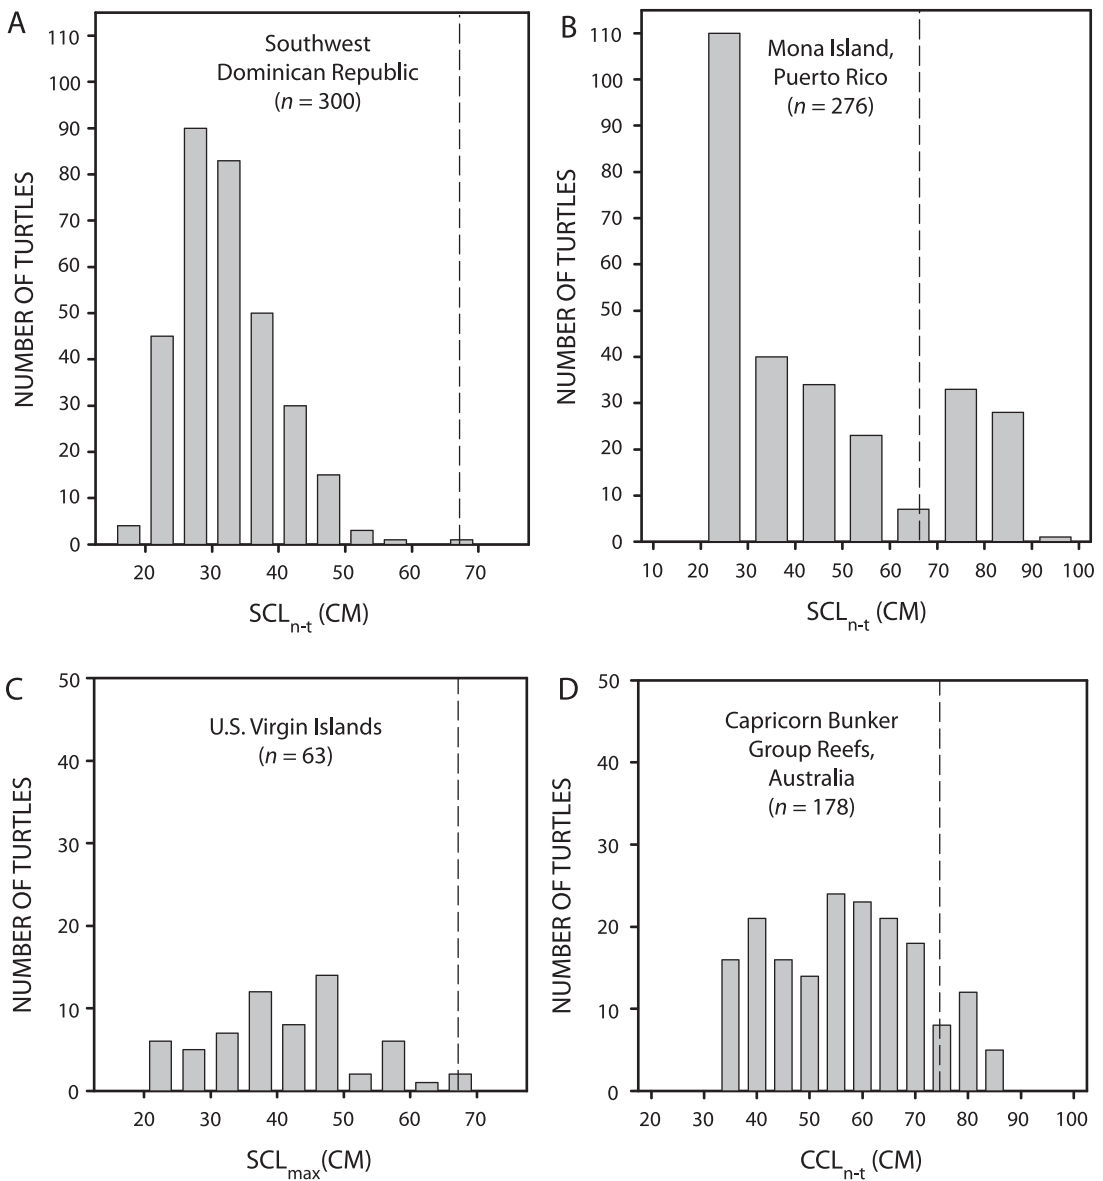 A
Southwest
Dominican Republic
(n = 300)
NUMBER OF TURTLES
110
100
90
80
70
60
50
40
30
20
10
0
20 30 40 50 60 70
SCLn-t (CM)
B
Mona Island,
Puerto Rico
(n = 276)
NUMBER OF TURTLES
110
100
90
80
70
60
50
40
30
20
10
0
10 20 30 40 50 60 70 80 90 100
SCLn-t (CM)
C
U.S. Virgin Islands
(n = 63)
NUMBER OF TURTLES
50
40
30
20
10
0
20 30 40 50 60 70
SCLmax(CM)
D
Capricorn Bunker
Group Reefs,
Australia
(n = 178)
NUMBER OF TURTLES
50
40
30
20
10
0
20 30 40 50 60 70 80 90 100
CCLn-t (CM)